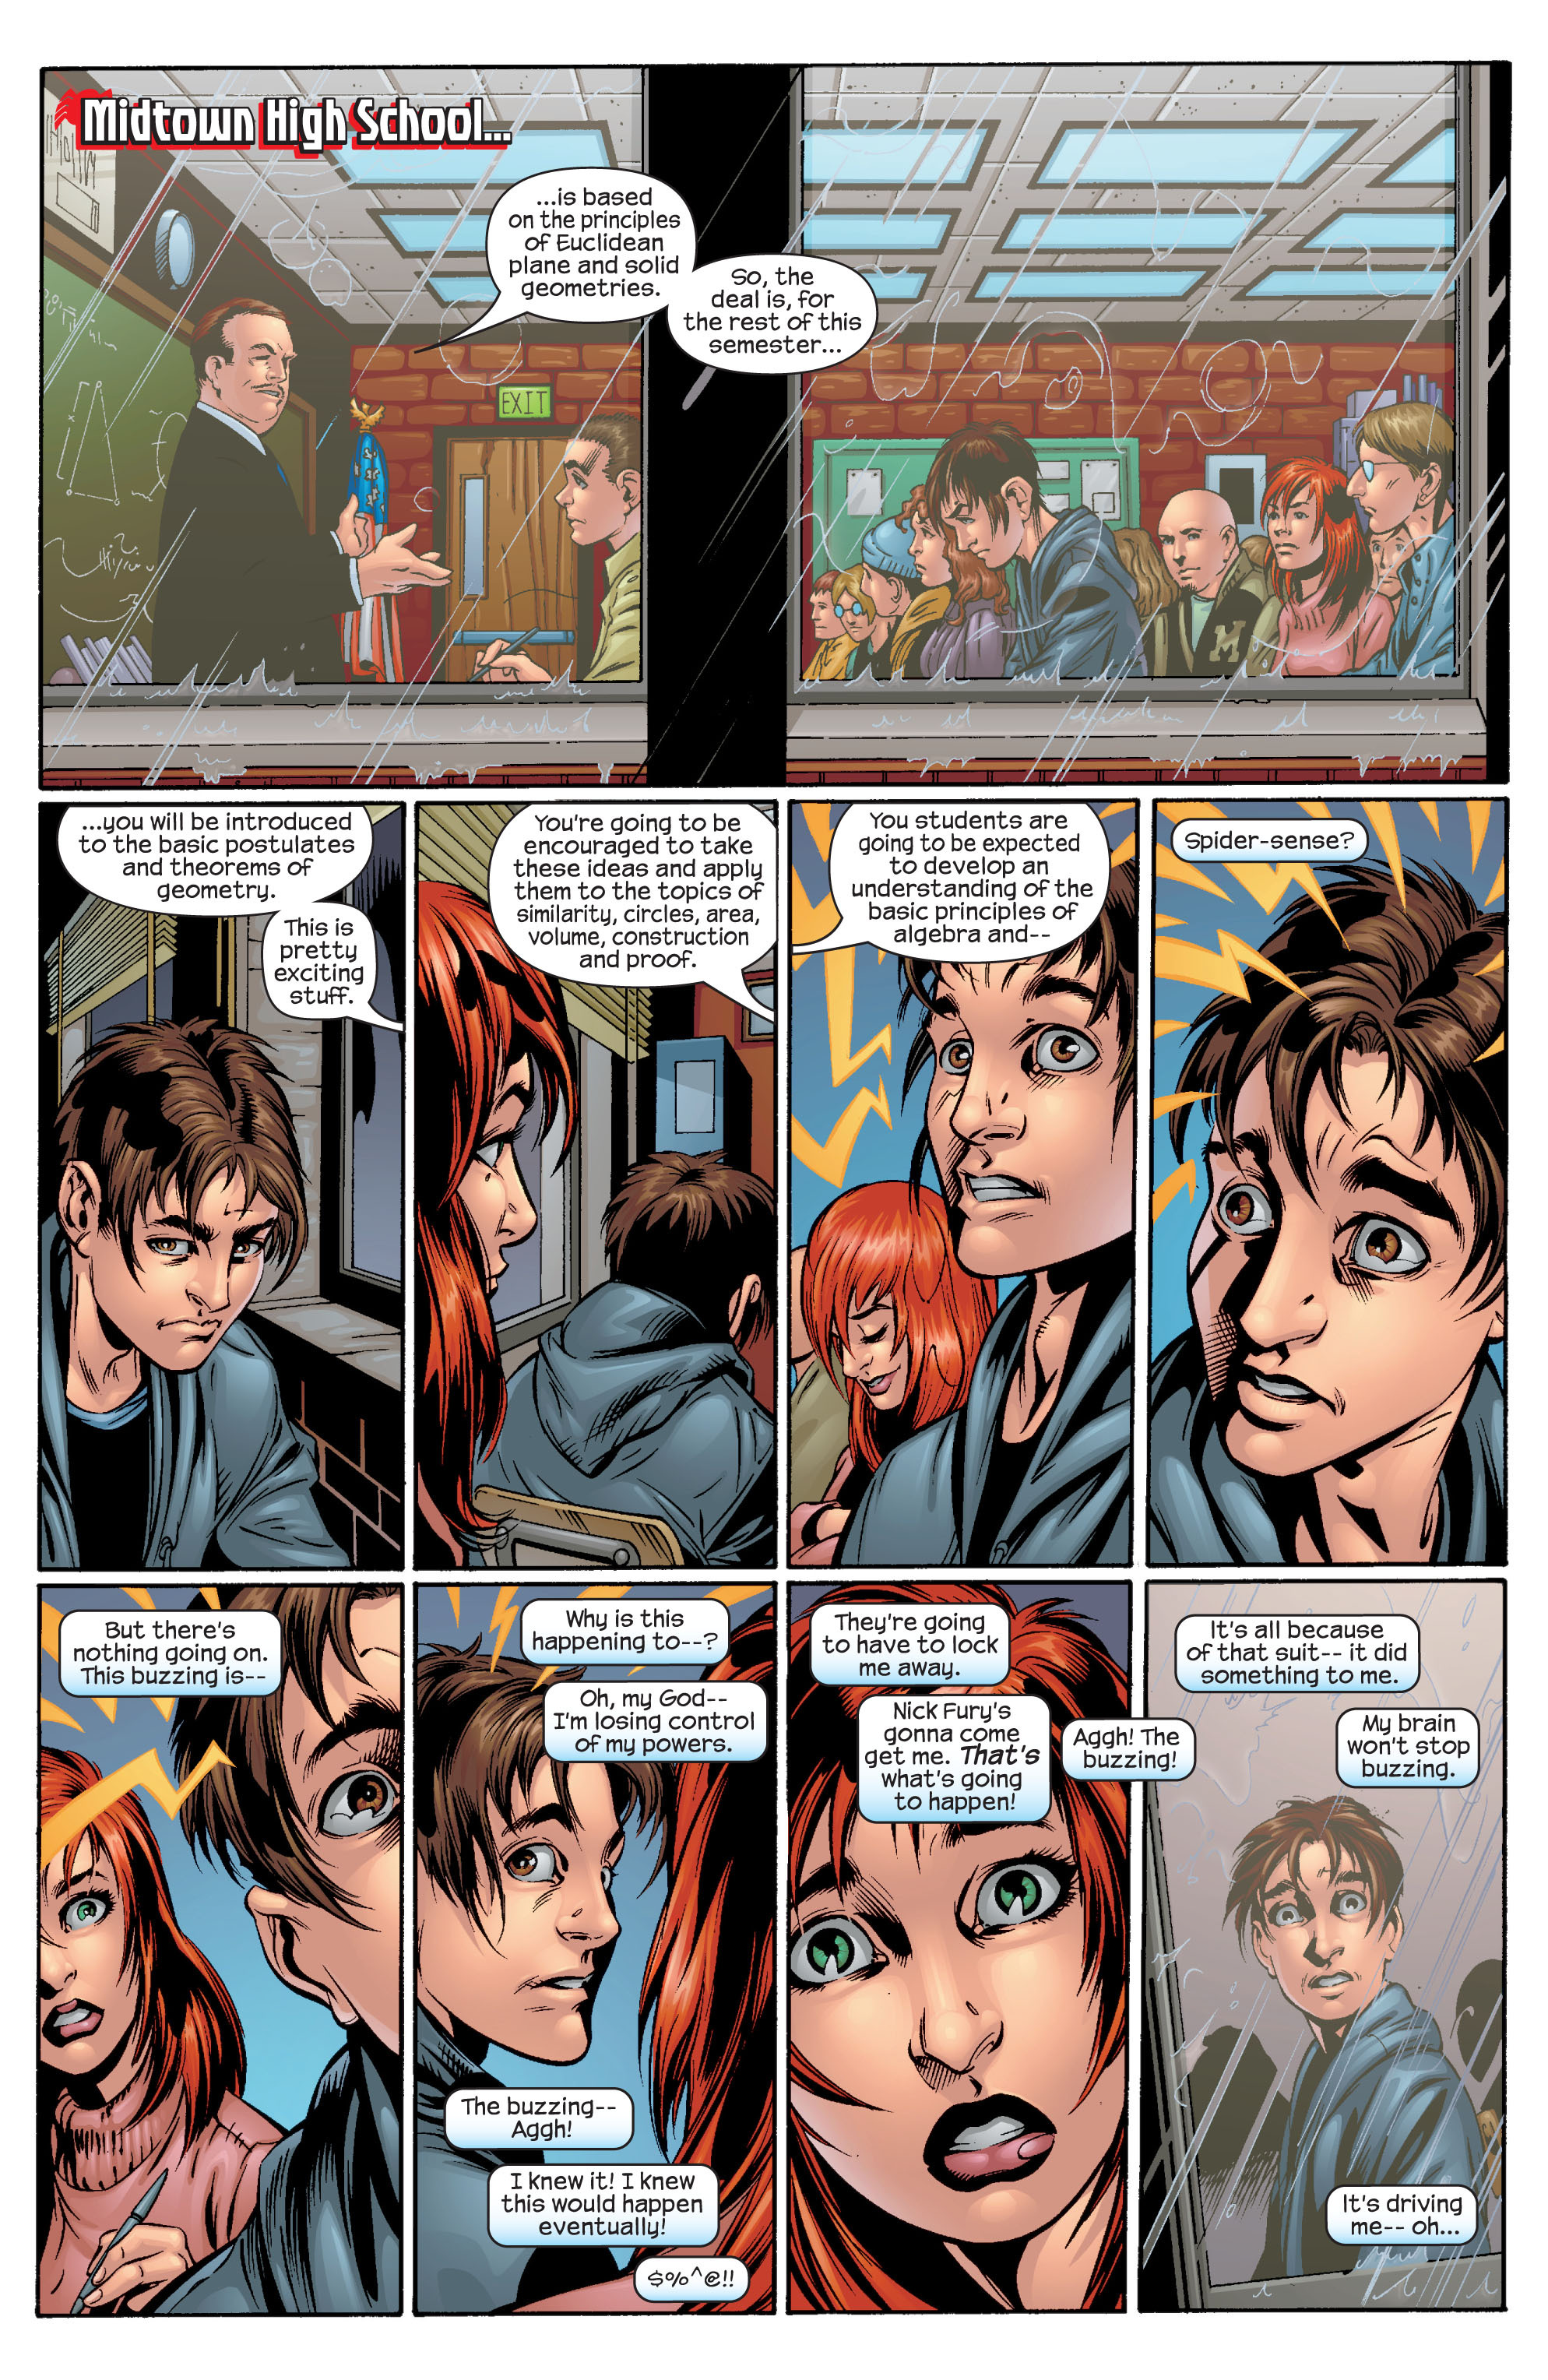 Midtown High School...
...is based
on the principles
of Euclidean
plane and solid
geometries.
So, the
deal is, for
the rest of this
semester...
EXIT
M
...you will be introduced
to the basic postulates
and theorems of
geometry.
This is
pretty
exciting
stuff.
You're going to be
encouraged to take
these ideas and apply
them to the topics of
similarity, circles, area,
volume, construction
and proof.
You students are
going to be expected
to develop an
understanding of the
basic principles of
algebra and--
Spider-sense?
But there's
nothing going on.
This buzzing is--
Why is this
happening to--?
Oh, my God--
I'm losing control
of my powers.
The buzzing--
Aggh!
I knew it! I knew
this would happen
eventually!
$%^@!!
They're going
to have to lock
me away.
Nick Fury's
gonna come
get me. That's
what's going
to happen!
Aggh! The
buzzing!
It's all because
of that suit-- it did
something to me.
My brain
won't stop
buzzing.
It's driving
me-- oh...